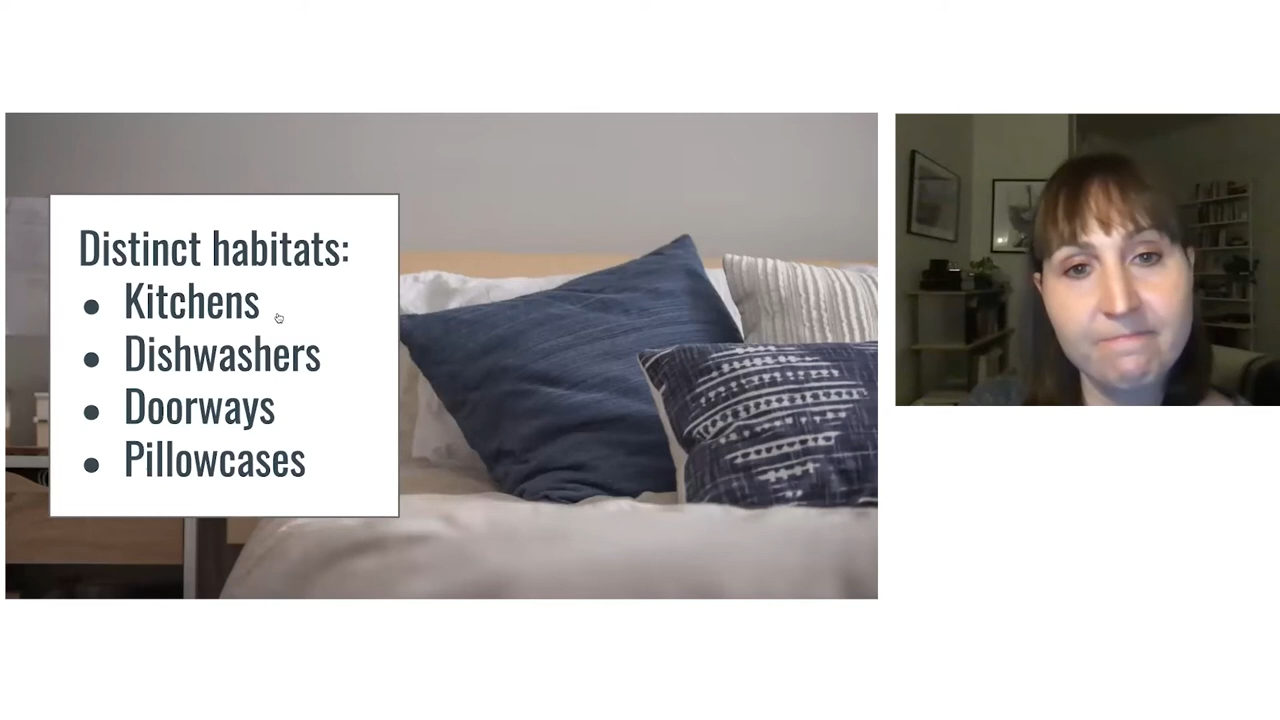 Distinct habitats:
• Kitchens
• Dishwashers
• Doorways
• Pillowcases